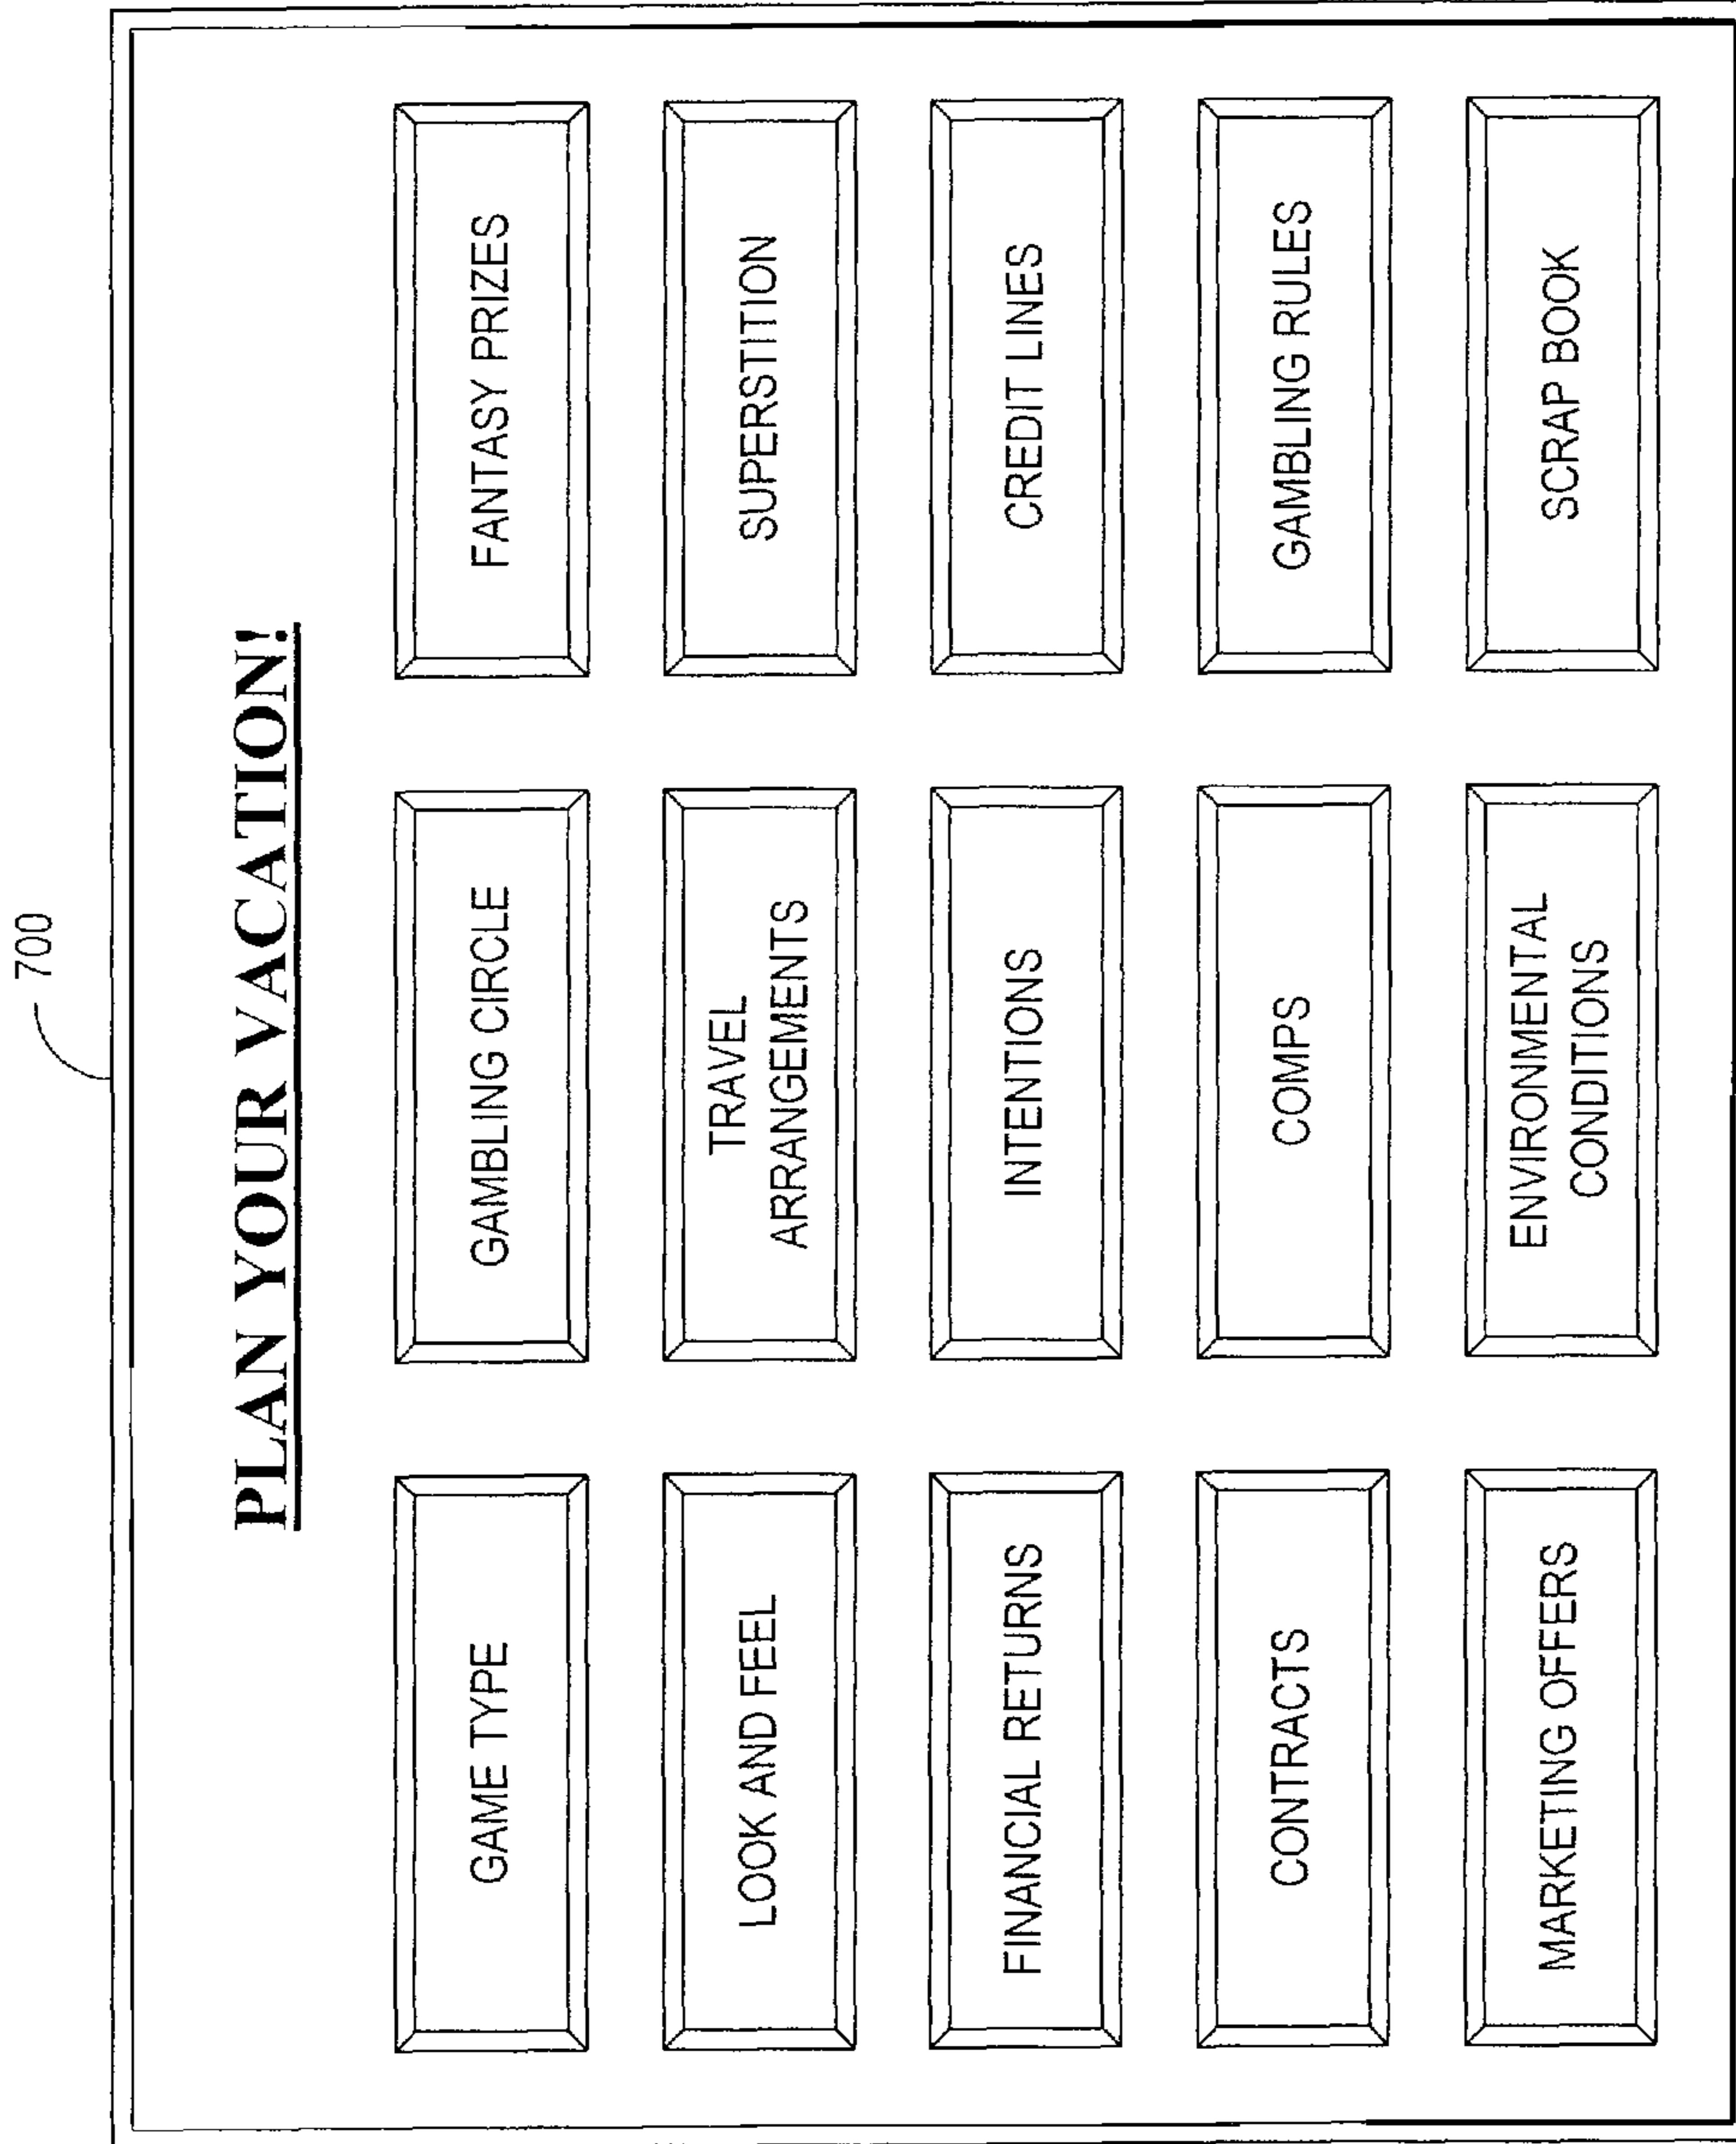 700
PLAN YOUR VACATION!
GAME TYPE
GAMBLING CIRCLE
FANTASY PRIZES
LOOK AND FEEL
TRAVEL
ARRANGEMENTS
SUPERSTITION
FINANCIAL RETURNS
INTENTIONS
CREDIT LINES
CONTRACTS
COMPS
GAMBLING RULES
MARKETING OFFERS
ENVIRONMENTAL
CONDITIONS
SCRAP BOOK